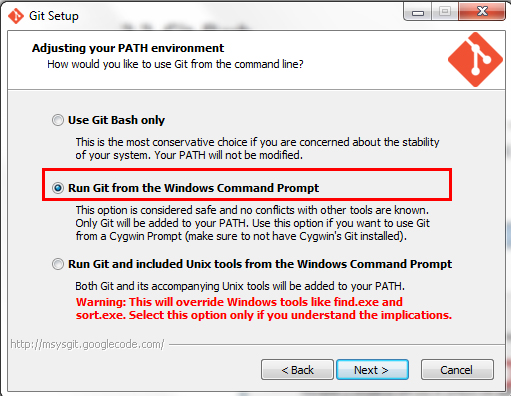 Git Setup
Adjusting your PATH environment
How would you like to use Git from the command line?
Use Git Bash only
This is the most conservative choice if you are concerned about the stability
of your system. Your PATH will not be modified.
Run Git from the Windows Command Prompt
This option is considered safe and no conflicts with other tools are known.
Only Git will be added to your PATH. Use this option if you want to use Git
from a Cygwin Prompt (make sure to not have Cygwin's Git installed).
Run Git and included Unix tools from the Windows Command Prompt
Both Git and its accompanying Unix tools will be added to your PATH.
Warning: This will override Windows tools like find.exe and
sort.exe. Select this option only if you understand the implications.
http://msysgit.googlecode.com/
< Back
Next >
Cancel